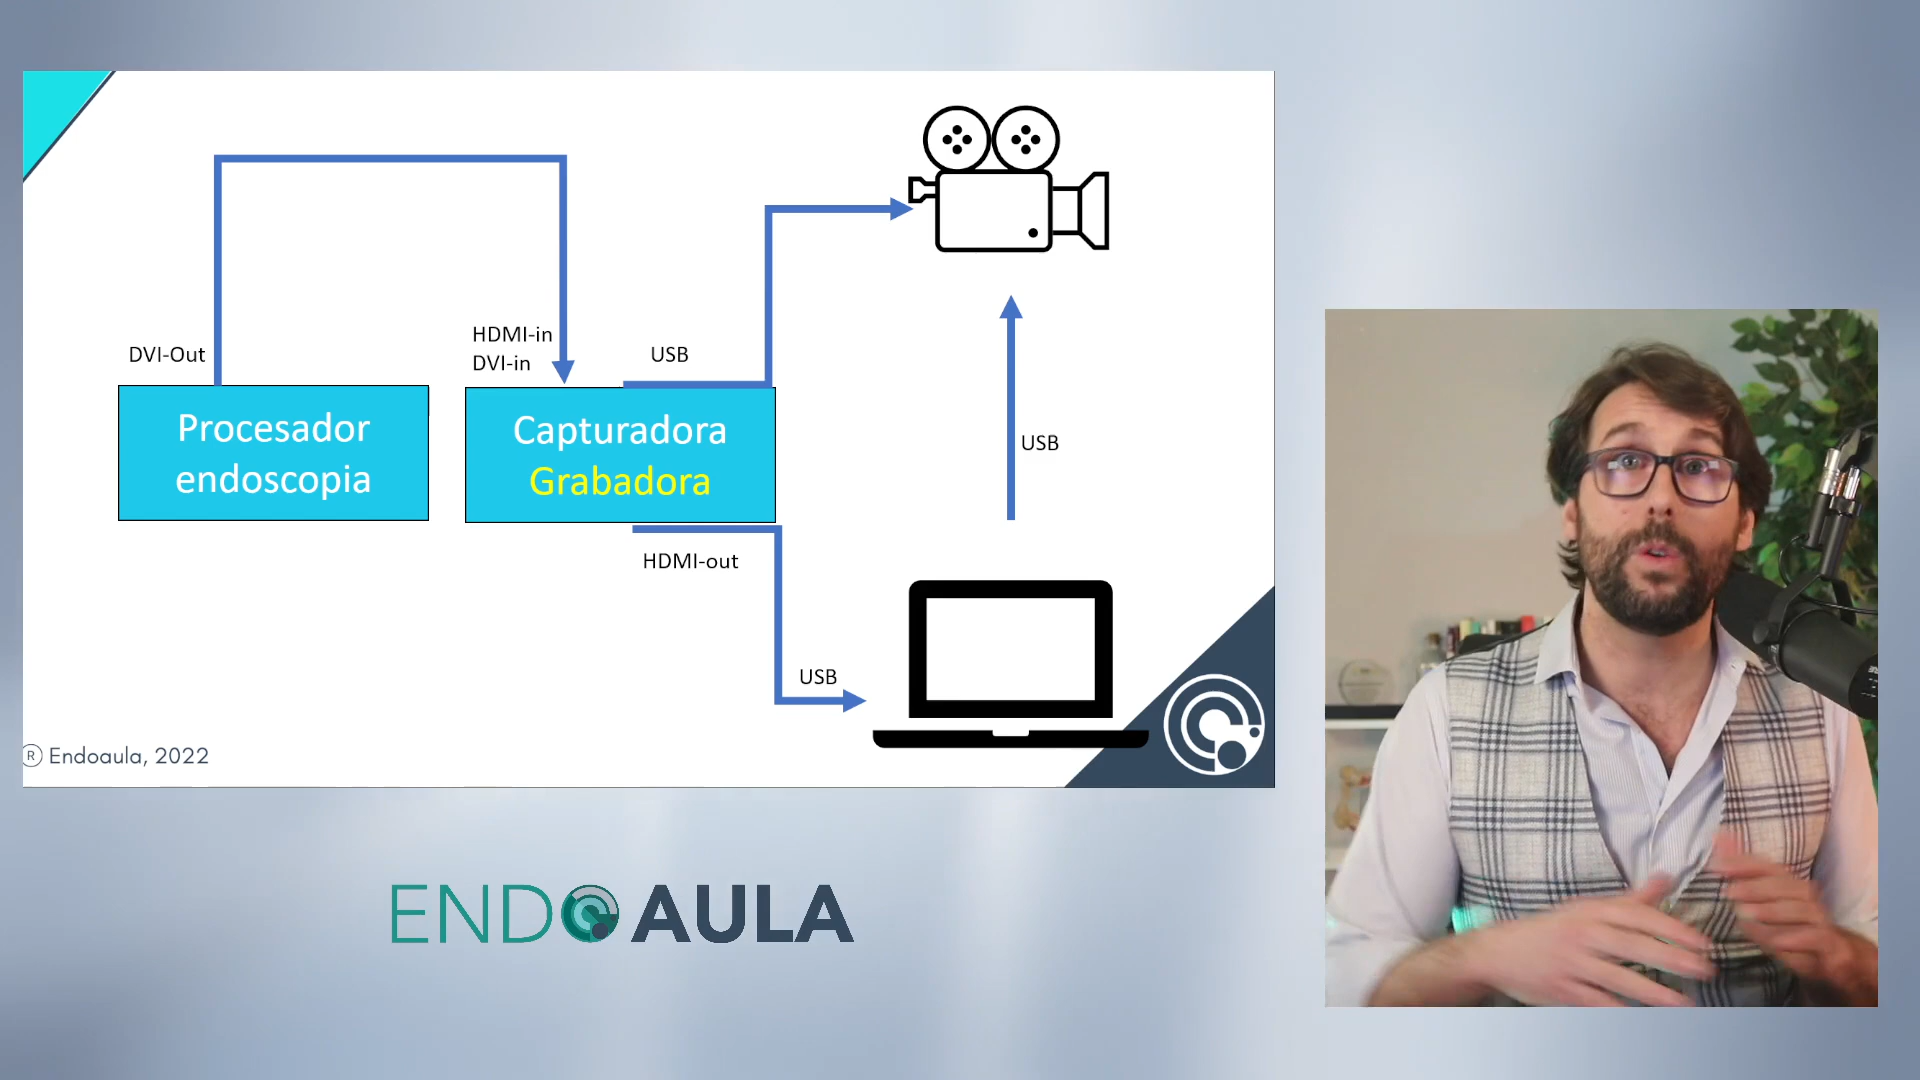 HDMI-in
DVI-Out
DVI-in
USB
Procesador
endoscopia
Capturadora
Grabadora
USB
HDMI-out
USB
® Endoaula, 2022
ENDOAULA